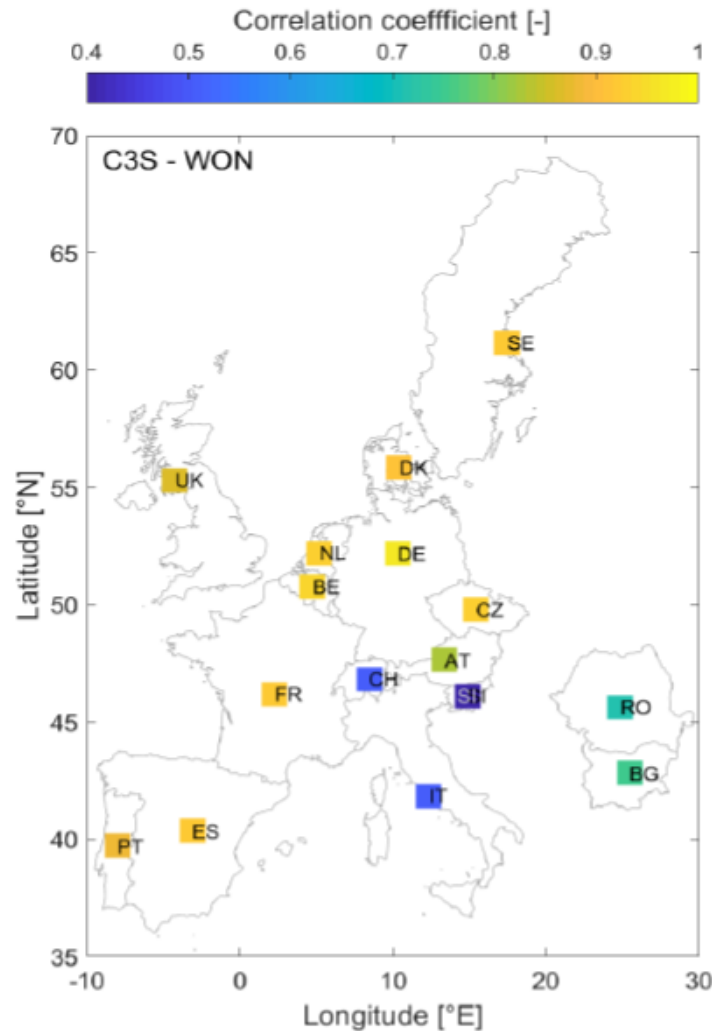 Correlation coeffficient [-]
0.4 0.5 0.6 0.7 0.8 0.9 1
C3S - WON
70
65
60
55
50
45
40
35
Latitude [°N]
SE
DK
UK
NL
DE
BE
CZ
AT
CH
SI
FR
RO
BG
IT
ES
PT
-10 0 10 20 30
Longitude [°E]